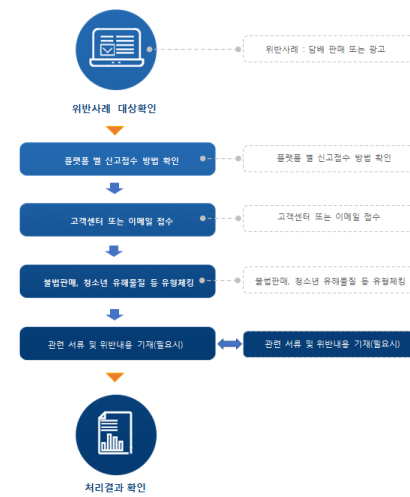 위반사례 : 담배 판매 또는 광고
위반사례 대상확인
플랫폼 별 신고접수 방법 확인
플랫폼 별 신고접수 방법 확인
고객센터 또는 이메일 접수
고객센터 또는 이메일 접수
불법판매, 청소년 유해물질 등 유형체킹
불법판매, 청소년 유해물질 등 유형체킹
관련 서류 및 위반내용 기재(필요시)
관련 서류 및 위반내용 기재(필요시)
처리결과 확인